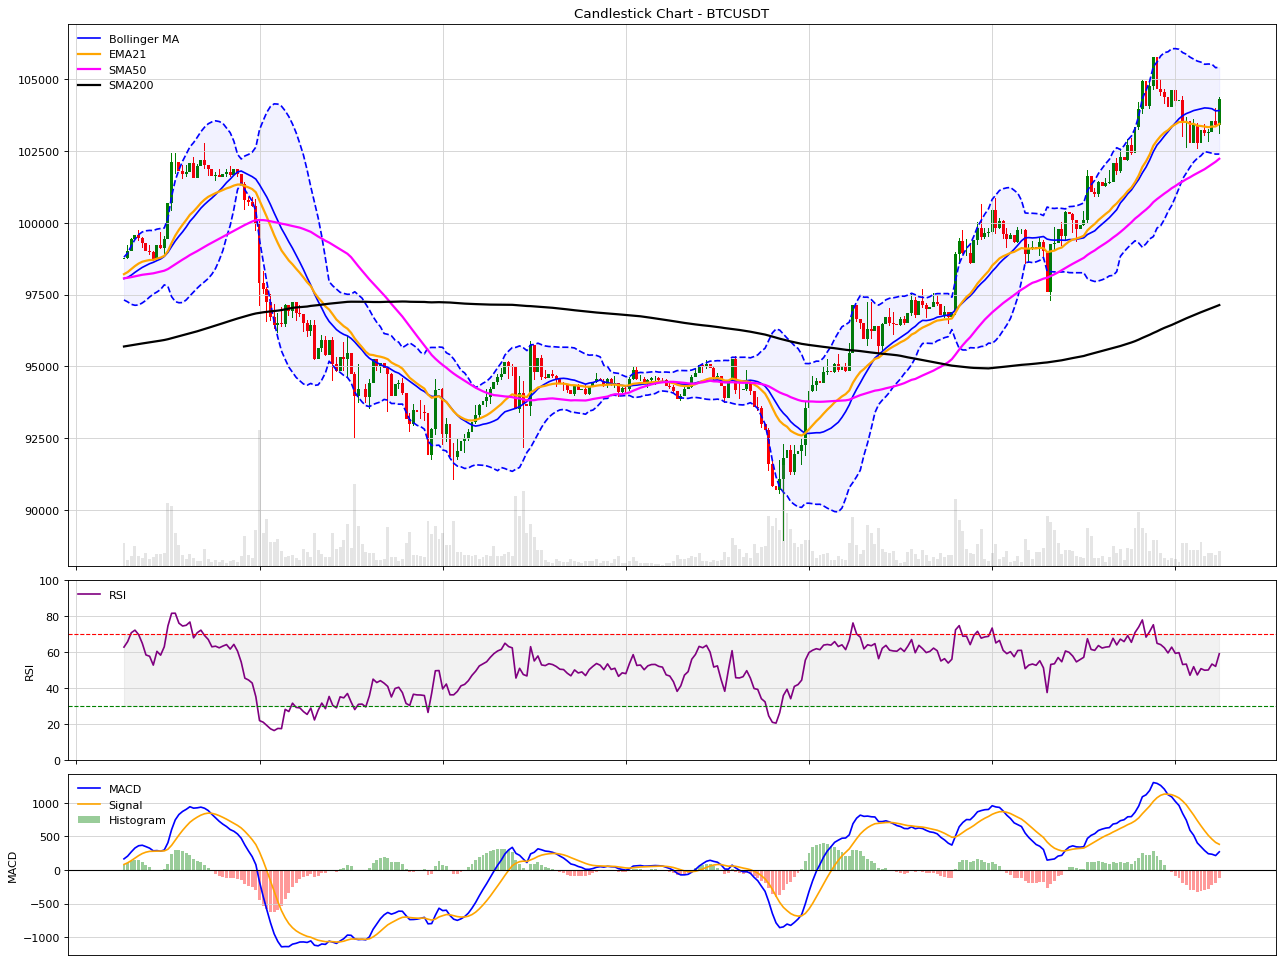 Candlestick Chart - BTCUSDT
Bollinger MA
EMA21
SMA50
SMA200
105000
102500
100000
97500
95000
92500
90000
RSI
100
80
60
40
20
0
RSI
MACD
Signal
Histogram
1000
500
0
−500
−1000
MACD